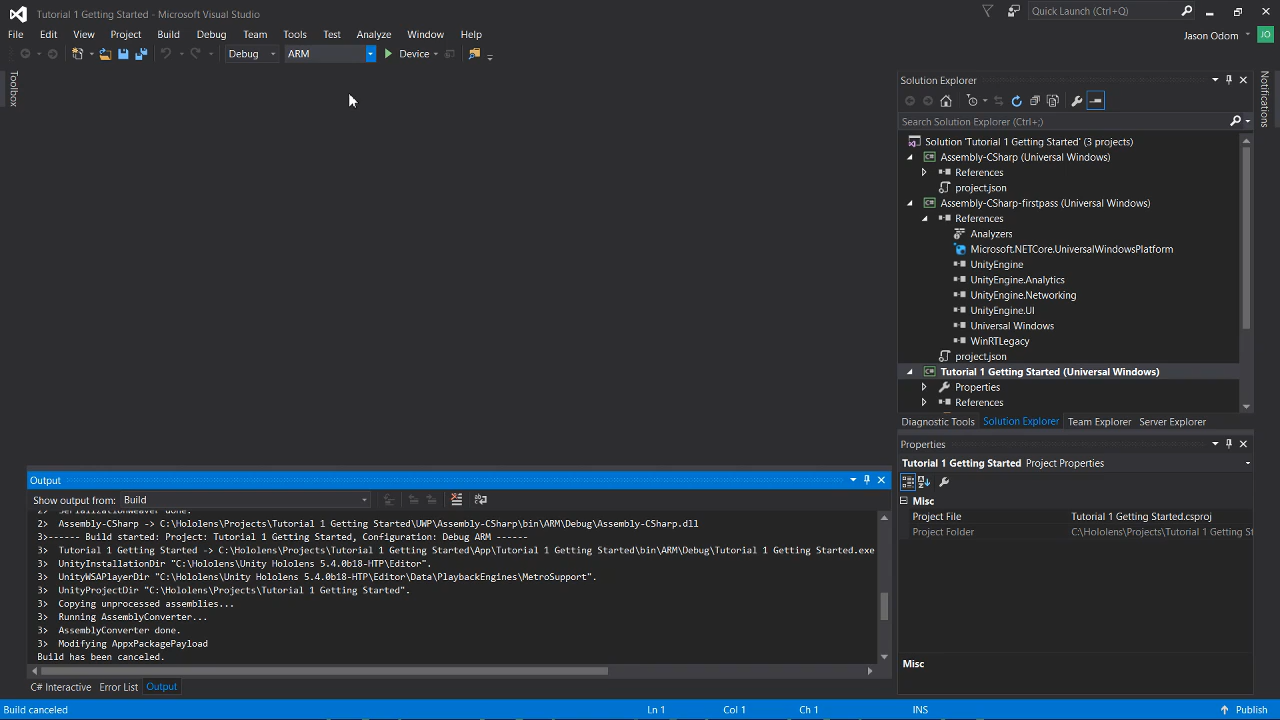 Tutorial 1 Getting Started - Microsoft Visual Studio
Quick Launch (Ctrl+Q)
File Edit View Project Build Debug Team Tools Test Analyze Window Help
Jason Odom JO
Debug ARM Device
Toolbox
Notifications
Solution Explorer
Search Solution Explorer (Ctrl+;)
Solution 'Tutorial 1 Getting Started' (3 projects)
Assembly-CSharp (Universal Windows)
References
project.json
Assembly-CSharp-firstpass (Universal Windows)
References
Analyzers
Microsoft.NETCore.UniversalWindowsPlatform
UnityEngine
UnityEngine.Analytics
UnityEngine.Networking
UnityEngine.UI
Universal Windows
WinRTLegacy
project.json
Tutorial 1 Getting Started (Universal Windows)
Properties
References
Diagnostic Tools Solution Explorer Team Explorer Server Explorer
Properties
Tutorial 1 Getting Started Project Properties
Misc
Project File Tutorial 1 Getting Started.csproj
Project Folder C:\Hololens\Projects\Tutorial 1 Getting St
Misc
Output
Show output from: Build
2> SerializationWeaver done.
2> Assembly-CSharp -> C:\Hololens\Projects\Tutorial 1 Getting Started\UWP\Assembly-CSharp\bin\ARM\Debug\Assembly-CSharp.dll
3>------ Build started: Project: Tutorial 1 Getting Started, Configuration: Debug ARM ------
3> Tutorial 1 Getting Started -> C:\Hololens\Projects\Tutorial 1 Getting Started\App\Tutorial 1 Getting Started\bin\ARM\Debug\Tutorial 1 Getting Started.exe
3> UnityInstallationDir "C:\Hololens\Unity Hololens 5.4.0b18-HTP\Editor".
3> UnityWSAPlayerDir "C:\Hololens\Unity Hololens 5.4.0b18-HTP\Editor\Data\PlaybackEngines\MetroSupport".
3> UnityProjectDir "C:\Hololens\Projects\Tutorial 1 Getting Started".
3> Copying unprocessed assemblies...
3> Running AssemblyConverter...
3> AssemblyConverter done.
3> Modifying AppxPackagePayload
Build has been canceled.
C# Interactive Error List Output
Build canceled Ln 1 Col 1 Ch 1 INS Publish